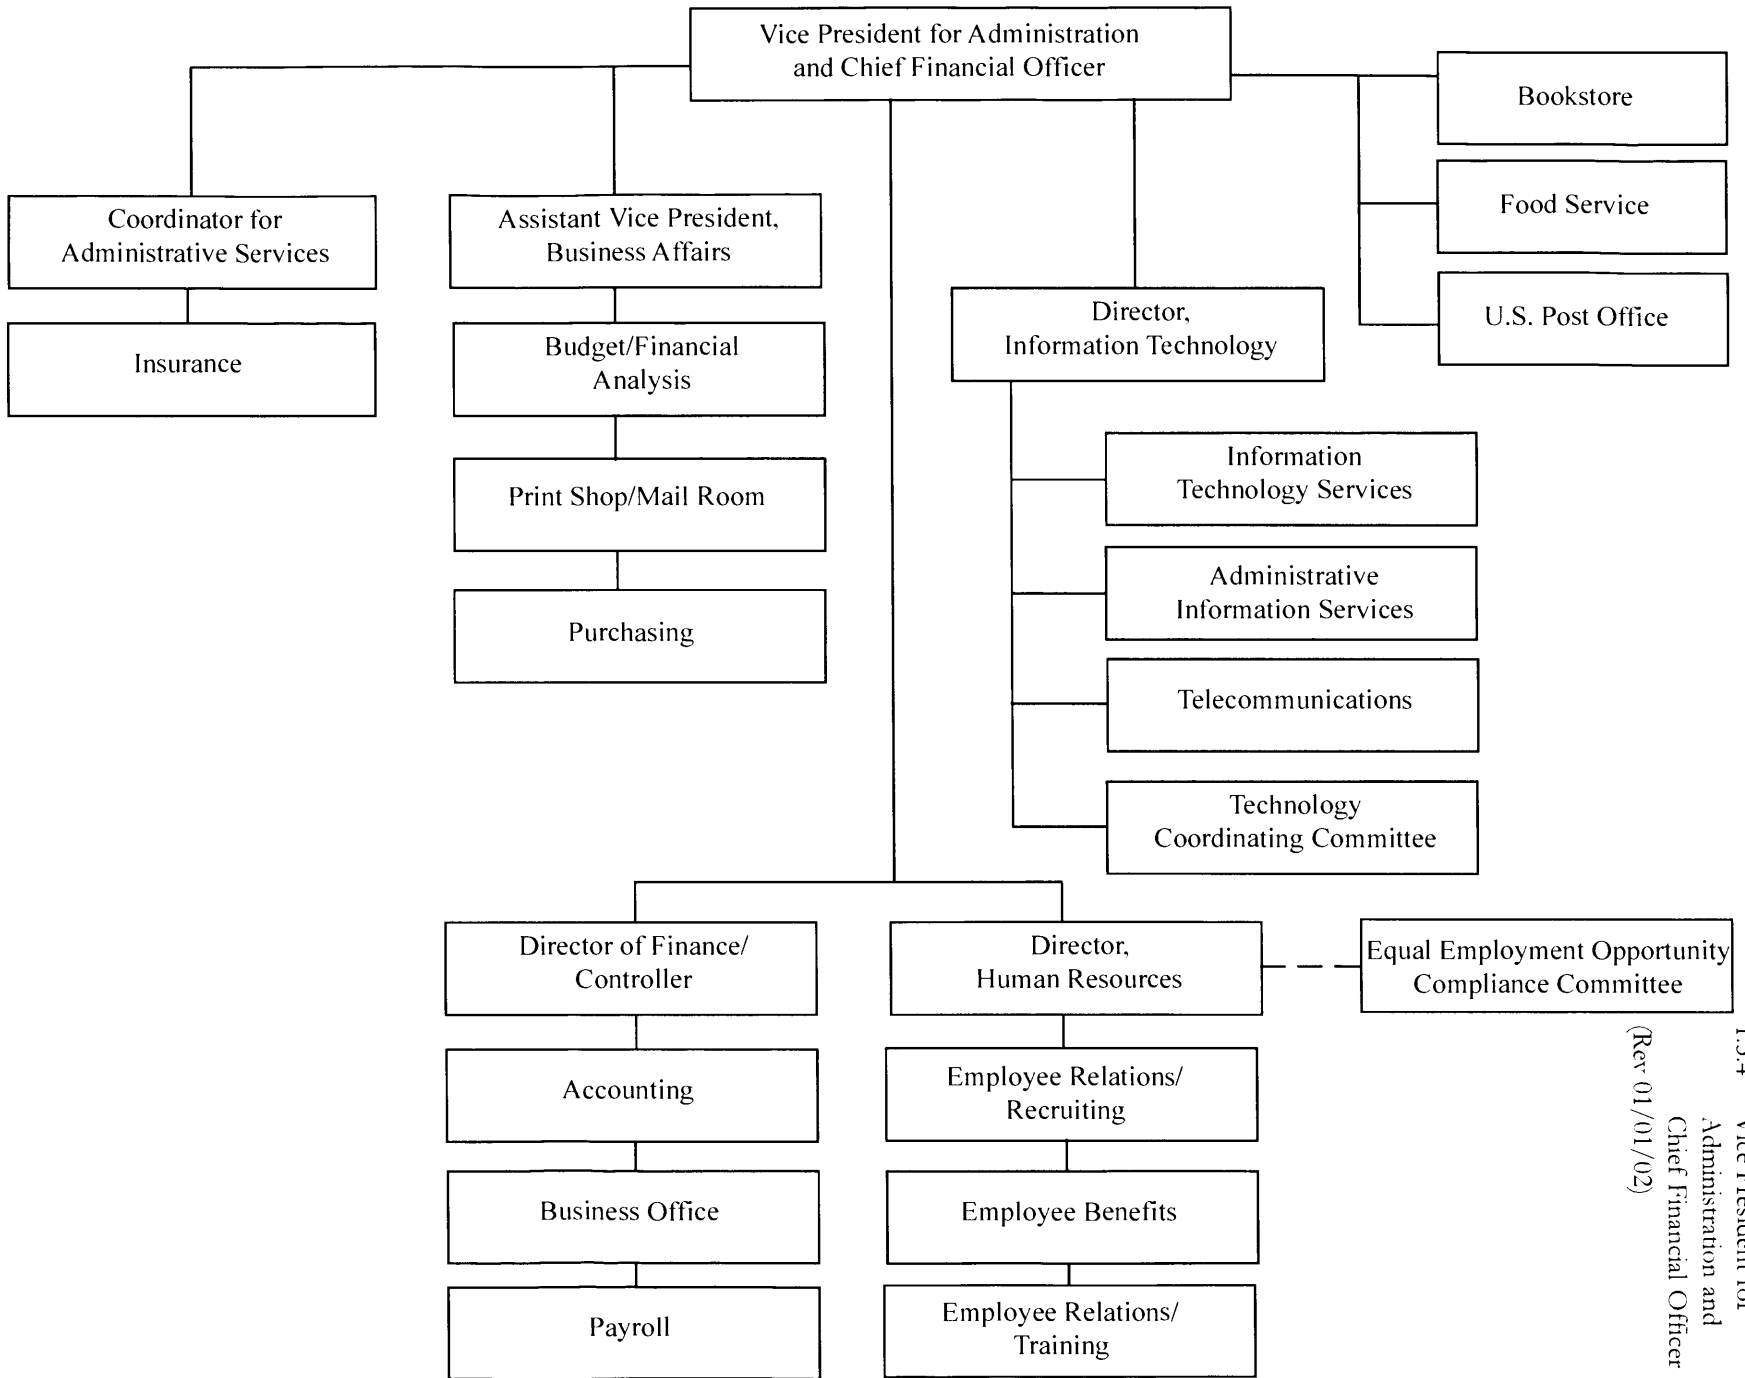 Vice President for Administration
and Chief Financial Officer
Bookstore
Food Service
U.S. Post Office
Coordinator for
Administrative Services
Insurance
Assistant Vice President,
Business Affairs
Budget/Financial
Analysis
Print Shop/Mail Room
Purchasing
Director,
Information Technology
Information
Technology Services
Administrative
Information Services
Telecommunications
Technology
Coordinating Committee
Director of Finance/
Controller
Accounting
Business Office
Payroll
Director,
Human Resources
Employee Relations/
Recruiting
Employee Benefits
Employee Relations/
Training
Equal Employment Opportunity
Compliance Committee
Vice President for
Administration and
Chief Financial Officer
(Rev 01/01/02)